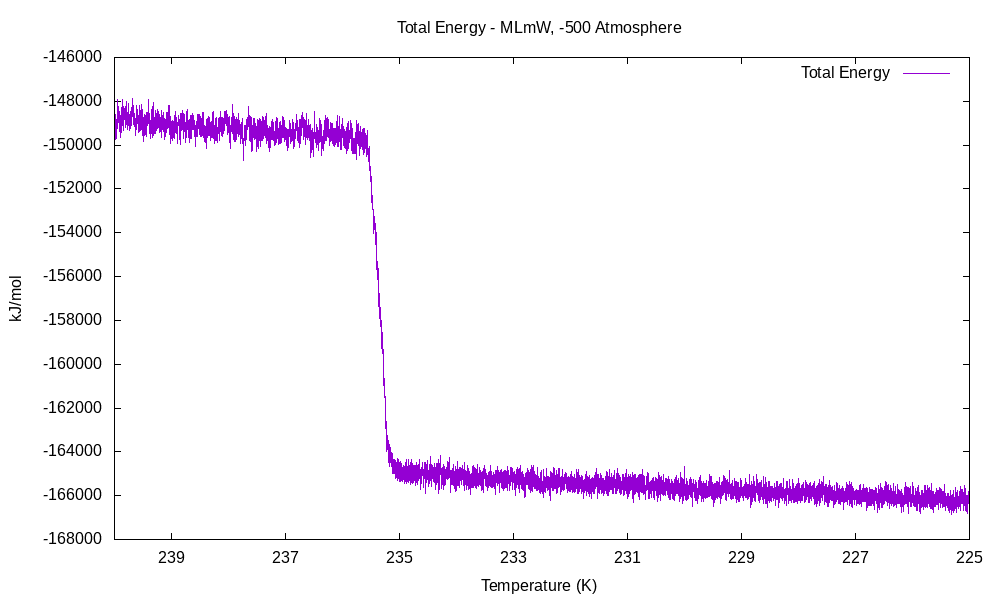 Total Energy - MLmW, -500 Atmosphere
Total Energy
kJ/mol
-146000
-148000
-150000
-152000
-154000
-156000
-158000
-160000
-162000
-164000
-166000
-168000
239 237 235 233 231 229 227 225
Temperature (K)